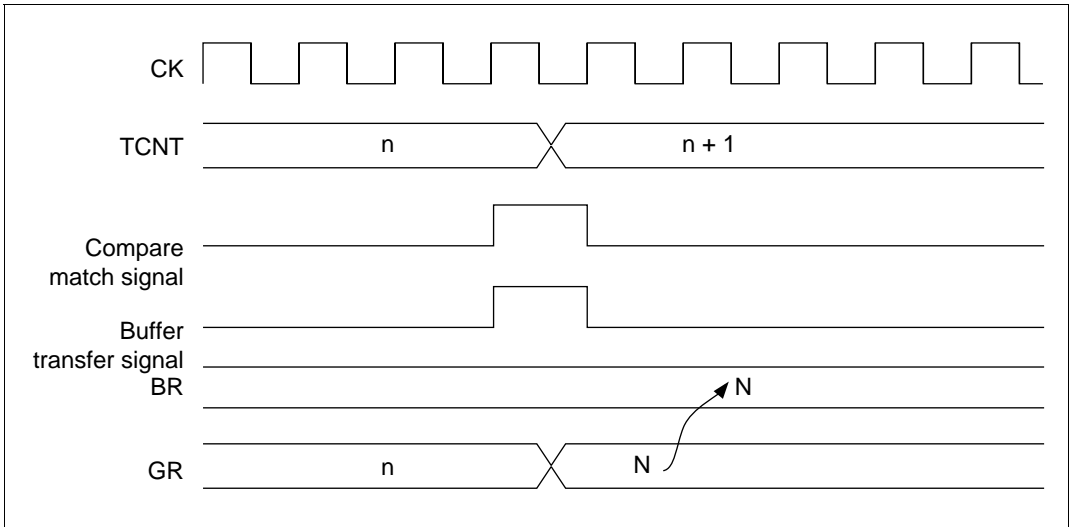 CK
TCNT
n
n + 1
Compare
match signal
Buffer
transfer signal
BR
N
GR
n
N